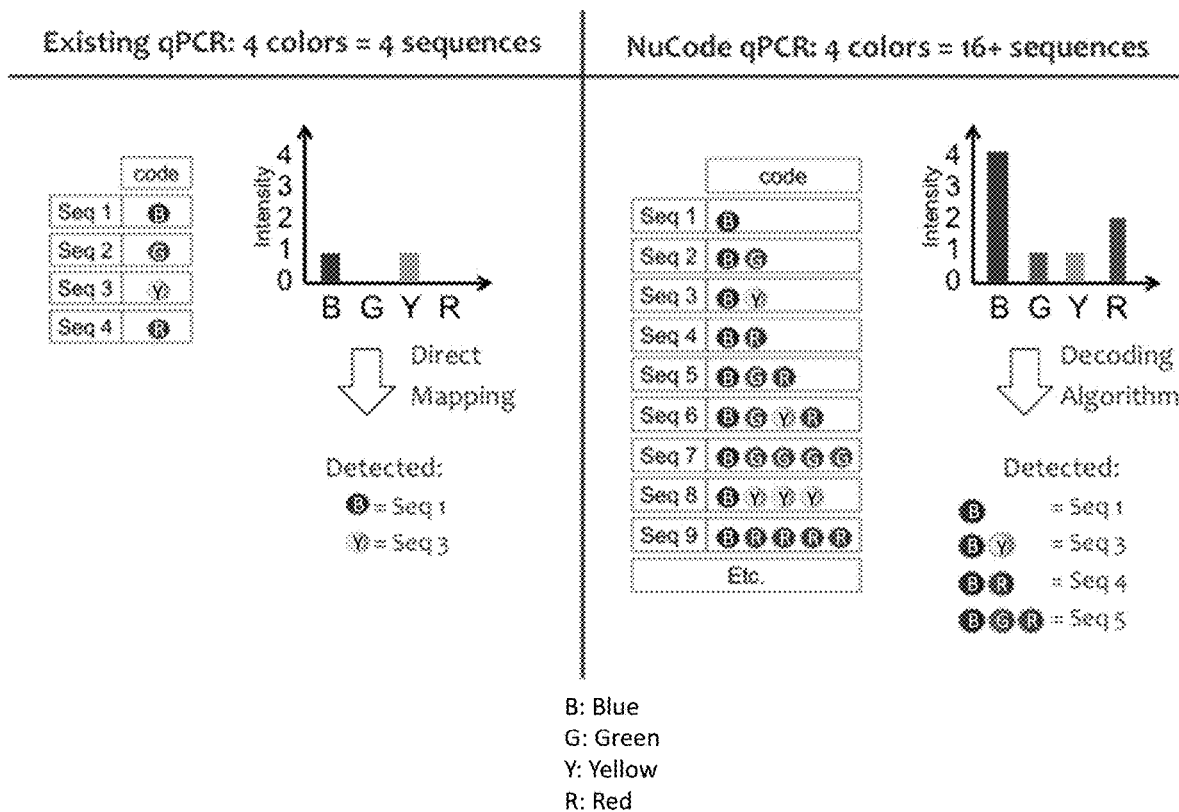 Existing qPCR: 4 colors = 4 sequences
code
Seq 1 B
Seq 2 G
Seq 3 Y
Seq 4 R
Intensity
4
3
2
1
0
B G Y R
Direct
Mapping
Detected:
B = Seq 1
Y = Seq 3
NuCode qPCR: 4 colors = 16+ sequences
code
Seq 1 B
Seq 2 B G
Seq 3 B Y
Seq 4 B R
Seq 5 B G R
Seq 6 B G Y R
Seq 7 B G G G G
Seq 8 B Y Y Y
Seq 9 B R R R R
Etc.
Intensity
4
3
2
1
0
B G Y R
Decoding
Algorithm
Detected:
B = Seq 1
B Y = Seq 3
B R = Seq 4
B G R = Seq 5
B: Blue
G: Green
Y: Yellow
R: Red